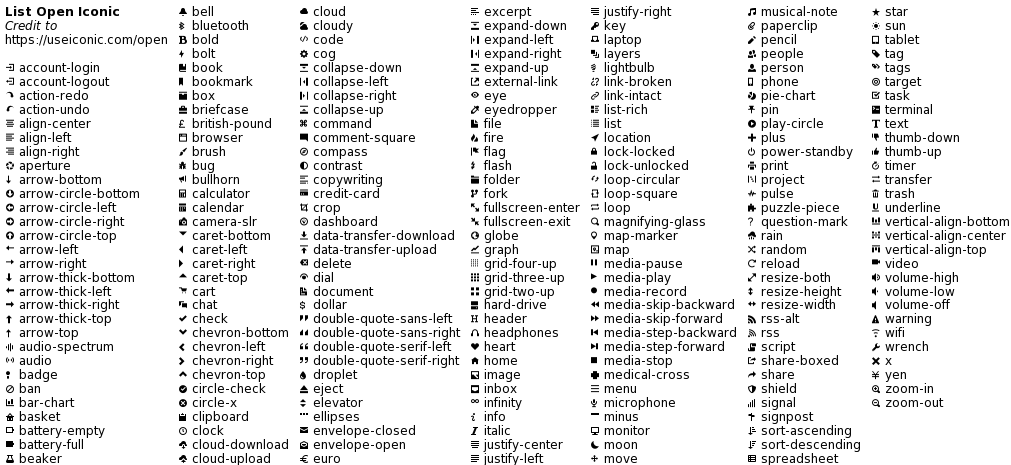 List Open Iconic
Credit to
https://useiconic.com/open
account-login
account-logout
action-redo
action-undo
align-center
align-left
align-right
aperture
arrow-bottom
arrow-circle-bottom
arrow-circle-left
arrow-circle-right
arrow-circle-top
arrow-left
arrow-right
arrow-thick-bottom
arrow-thick-left
arrow-thick-right
arrow-thick-top
arrow-top
audio-spectrum
audio
badge
ban
bar-chart
basket
battery-empty
battery-full
beaker
bell
bluetooth
bold
bolt
book
bookmark
box
briefcase
british-pound
browser
brush
bug
bullhorn
calculator
calendar
camera-slr
caret-bottom
caret-left
caret-right
caret-top
cart
chat
check
chevron-bottom
chevron-left
chevron-right
chevron-top
circle-check
circle-x
clipboard
clock
cloud-download
cloud-upload
cloud
cloudy
code
cog
collapse-down
collapse-left
collapse-right
collapse-up
command
comment-square
compass
contrast
copywriting
credit-card
crop
dashboard
data-transfer-download
data-transfer-upload
delete
dial
document
dollar
double-quote-sans-left
double-quote-sans-right
double-quote-serif-left
double-quote-serif-right
droplet
eject
elevator
ellipses
envelope-closed
envelope-open
euro
excerpt
expand-down
expand-left
expand-right
expand-up
external-link
eye
eyedropper
file
fire
flag
flash
folder
fork
fullscreen-enter
fullscreen-exit
globe
graph
grid-four-up
grid-three-up
grid-two-up
hard-drive
header
headphones
heart
home
image
inbox
infinity
info
italic
justify-center
justify-left
justify-right
key
laptop
layers
lightbulb
link-broken
link-intact
list-rich
list
location
lock-locked
lock-unlocked
loop-circular
loop-square
loop
magnifying-glass
map-marker
map
media-pause
media-play
media-record
media-skip-backward
media-skip-forward
media-step-backward
media-step-forward
media-stop
medical-cross
menu
microphone
minus
monitor
moon
move
musical-note
paperclip
pencil
people
person
phone
pie-chart
pin
play-circle
plus
power-standby
print
project
pulse
puzzle-piece
question-mark
rain
random
reload
resize-both
resize-height
resize-width
rss-alt
rss
script
share-boxed
share
shield
signal
signpost
sort-ascending
sort-descending
spreadsheet
star
sun
tablet
tag
tags
target
task
terminal
text
thumb-down
thumb-up
timer
transfer
trash
underline
vertical-align-bottom
vertical-align-center
vertical-align-top
video
volume-high
volume-low
volume-off
warning
wifi
wrench
x
yen
zoom-in
zoom-out